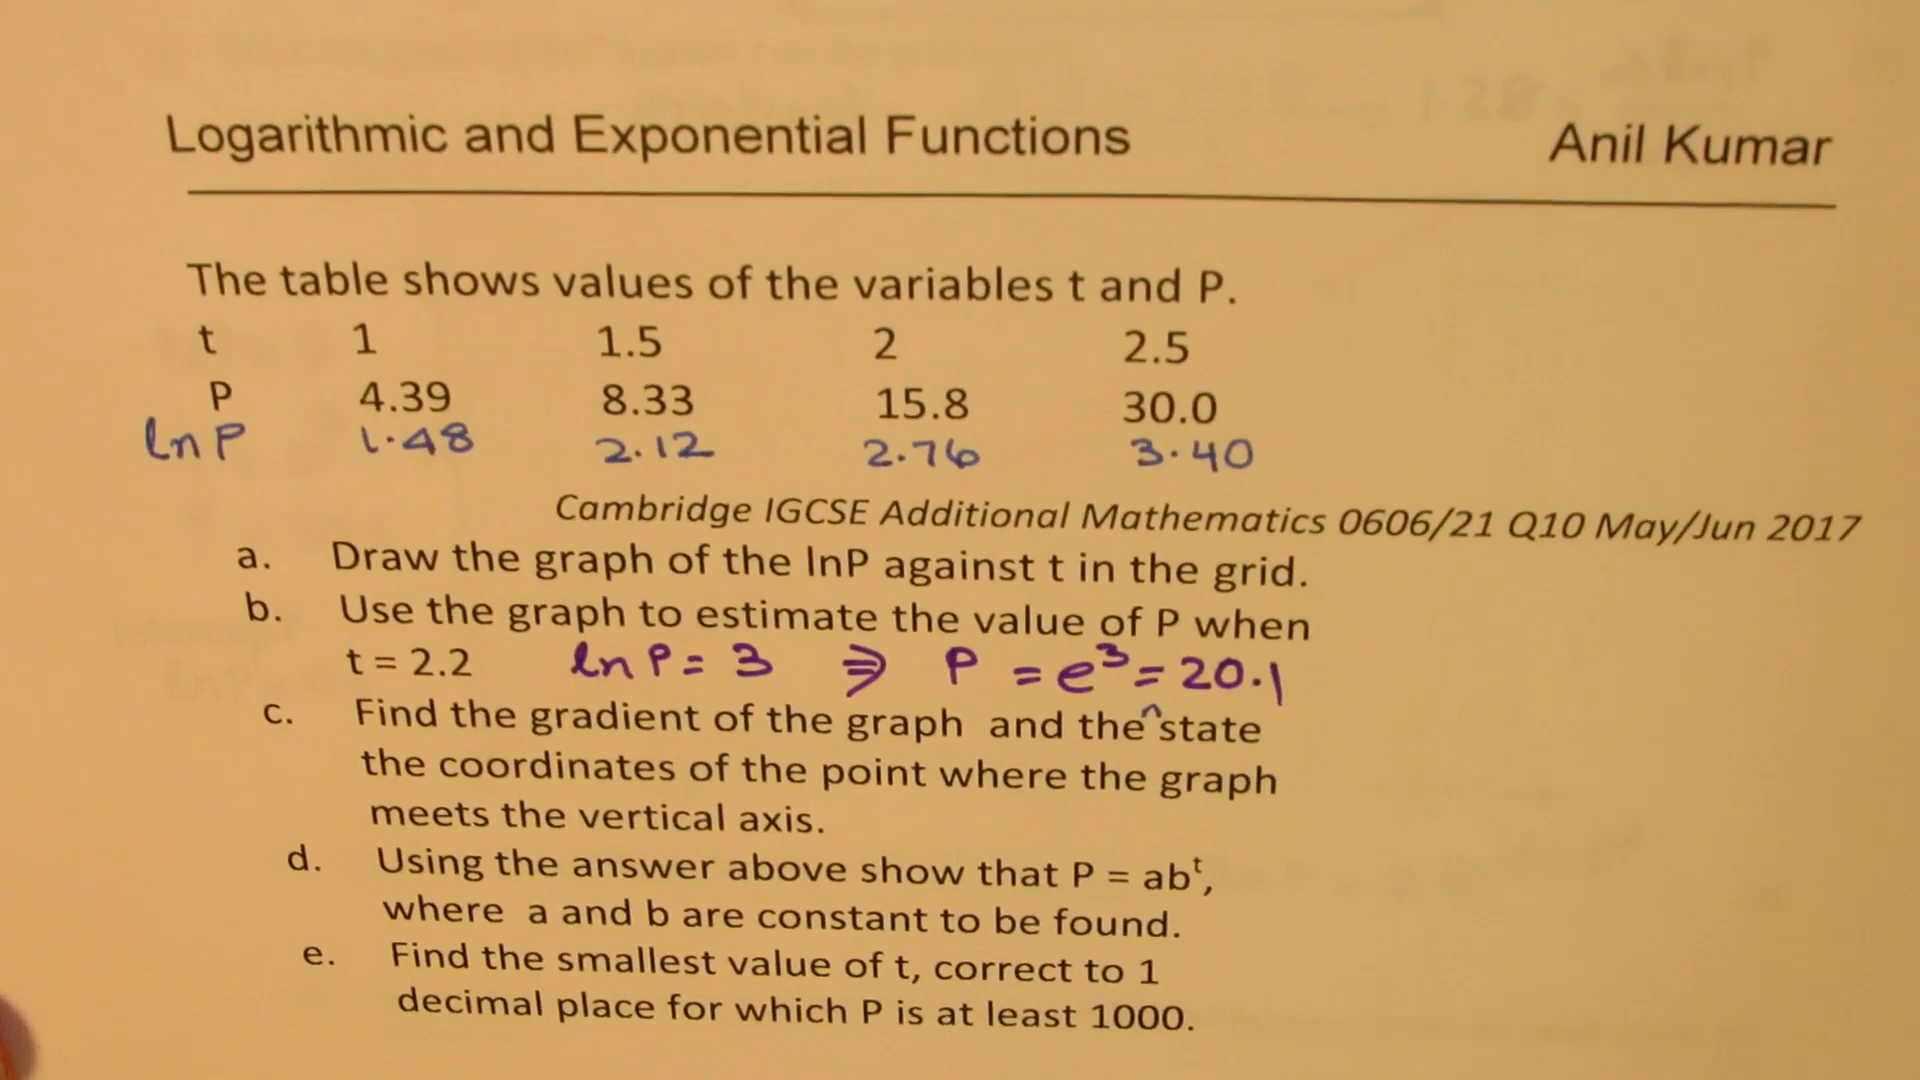 Logarithmic and Exponential Functions Anil Kumar
The table shows values of the variables t and P.
t 1 1.5 2 2.5
P 4.39 8.33 15.8 30.0
ln P 1.48 2.12 2.76 3.40
Cambridge IGCSE Additional Mathematics 0606/21 Q10 May/Jun 2017
a. Draw the graph of the lnP against t in the grid.
b. Use the graph to estimate the value of P when
t = 2.2 ln P = 3 ⇒ P = e³ = 20.1
c. Find the gradient of the graph and the^state
the coordinates of the point where the graph
meets the vertical axis.
d. Using the answer above show that P = abᵗ,
where a and b are constant to be found.
e. Find the smallest value of t, correct to 1
decimal place for which P is at least 1000.